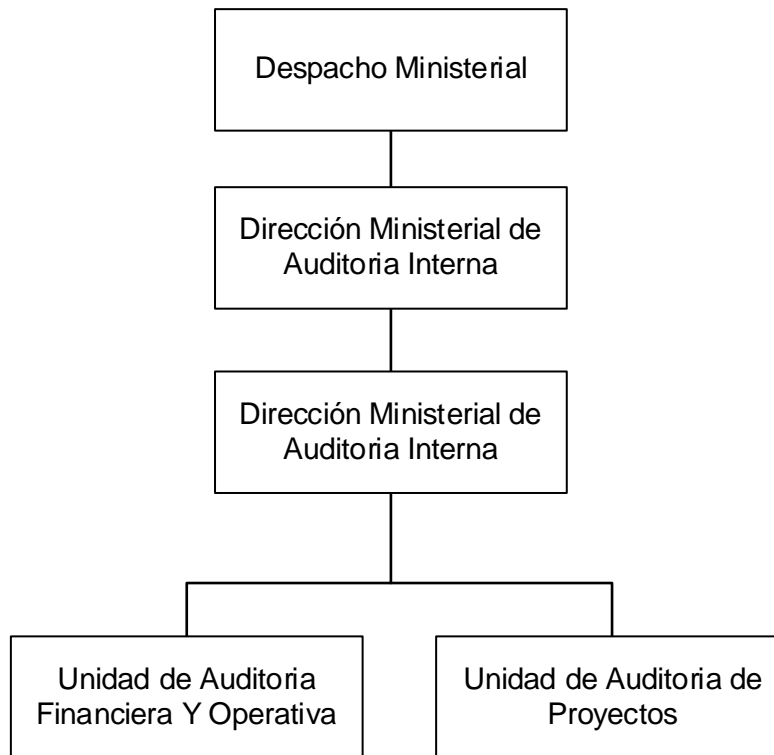 Despacho Ministerial
Dirección Ministerial de
Auditoria Interna
Dirección Ministerial de
Auditoria Interna
Unidad de Auditoria
Financiera Y Operativa
Unidad de Auditoria de
Proyectos